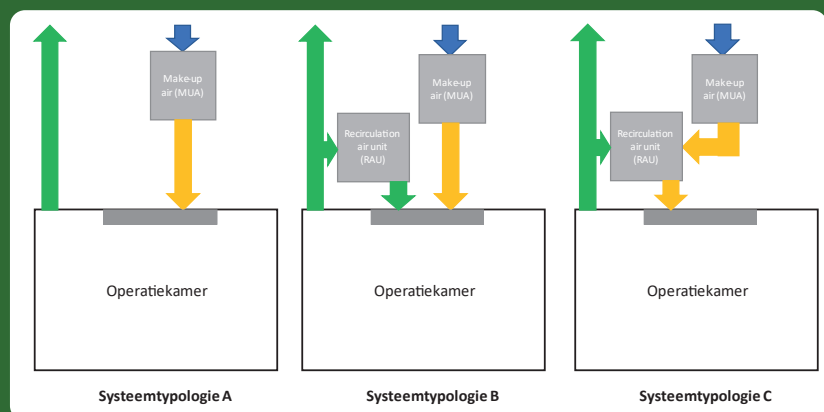 Make-up
air (MUA)
Operatiekamer
Systeemtypologie A
Make-up
air (MUA)
Recirculation
air unit
(RAU)
Operatiekamer
Systeemtypologie B
Make-up
air (MUA)
Recirculation
air unit
(RAU)
Operatiekamer
Systeemtypologie C